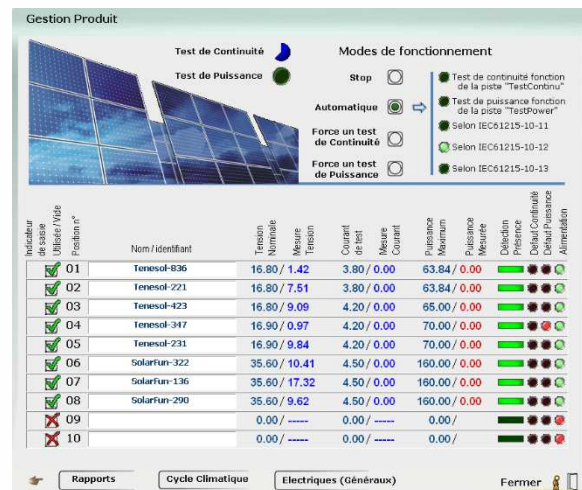 Gestion Produit
Test de Continuité
Test de Puissance
Modes de fonctionnement
Stop
Automatique
Force un test
de Continuité
Force un test
de Puissance
Test de continuité fonction
de la piste "TestContinu"
Test de puissance fonction
de la piste "TestPower"
Selon IEC61215-10-11
Selon IEC61215-10-12
Selon IEC61215-10-13
Indicateur
de saisie
Utilisée / Vide
Position n°
Nom / identifiant
Tension
Nominale
Mesure
Tension
Courant
de test
Mesure
Courant
Puissance
Maximum
Puissance
Mesurée
Détection
Présence
Defaut Continuité
Défaut Puissance
Alimentation
01 Tenesol-836 16.80 / 1.42 3.80 / 0.00 63.84 / 0.00
02 Tenesol-221 16.80 / 7.51 3.80 / 0.00 63.84 / 0.00
03 Tenesol-423 16.80 / 9.09 4.20 / 0.00 65.00 / 0.00
04 Tenesol-347 16.90 / 0.97 4.20 / 0.00 70.00 / 0.00
05 Tenesol-231 16.90 / 9.84 4.20 / 0.00 70.00 / 0.00
06 SolarFun-322 35.60 / 10.41 4.50 / 0.00 160.00 / 0.00
07 SolarFun-136 35.60 / 17.32 4.50 / 0.00 160.00 / 0.00
08 SolarFun-290 35.60 / 9.62 4.50 / 0.00 160.00 / 0.00
09 0.00 / ----- 0.00 / ----- 0.00 /
10 0.00 / ----- 0.00 / ----- 0.00 /
Rapports
Cycle Climatique
Electriques (Généraux)
Fermer